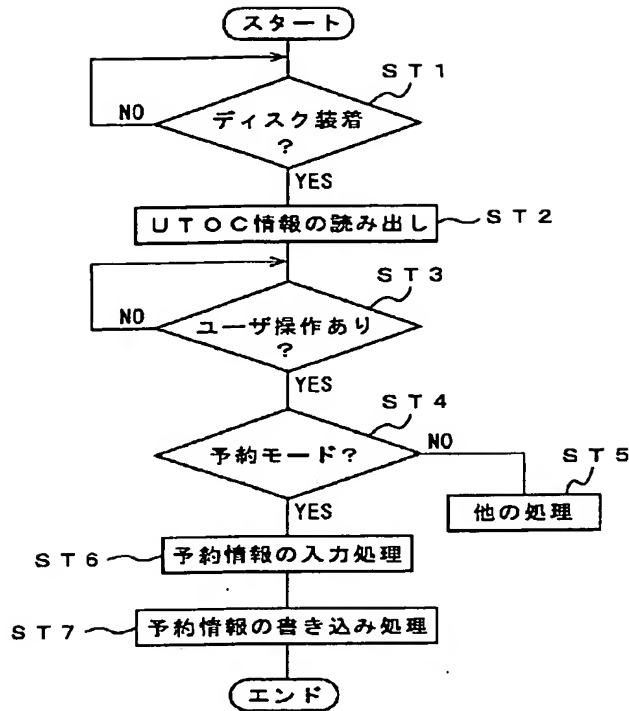 スタート
ST1
ディスク装着
?
NO
YES
UTOC情報の読み出し
ST2
ST3
ユーザ操作あり
?
NO
YES
ST4
予約モード?
NO
ST5
他の処理
YES
ST6
予約情報の入力処理
ST7
予約情報の書き込み処理
エンド